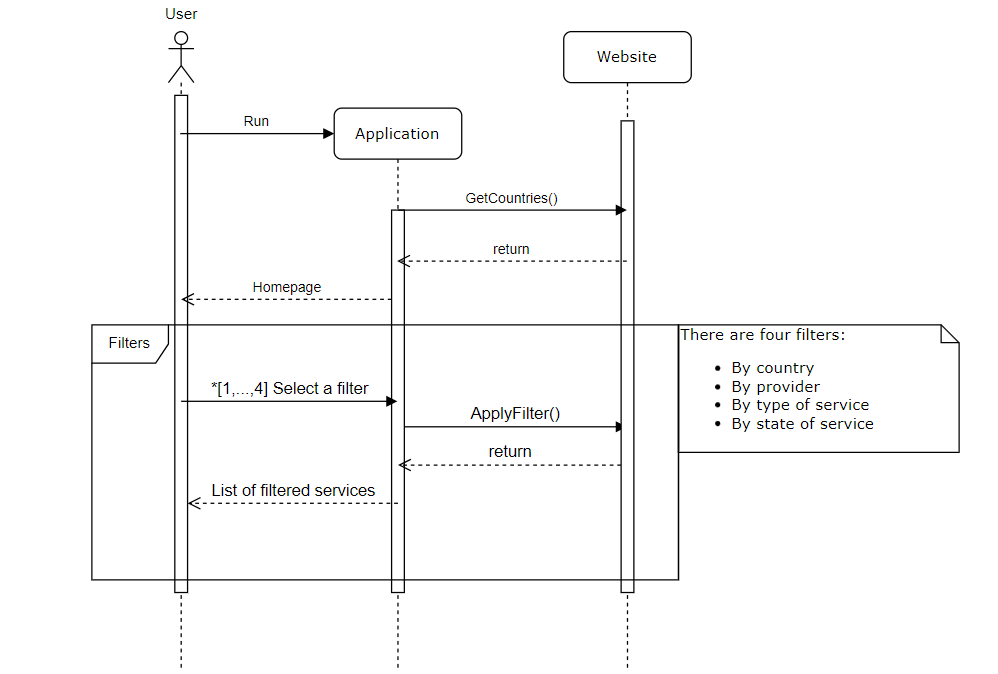 User
Website
Run
Application
GetCountries()
return
Homepage
Filters
There are four filters:
By country
By provider
By type of service
By state of service
*[1,...,4] Select a filter
ApplyFilter()
return
List of filtered services